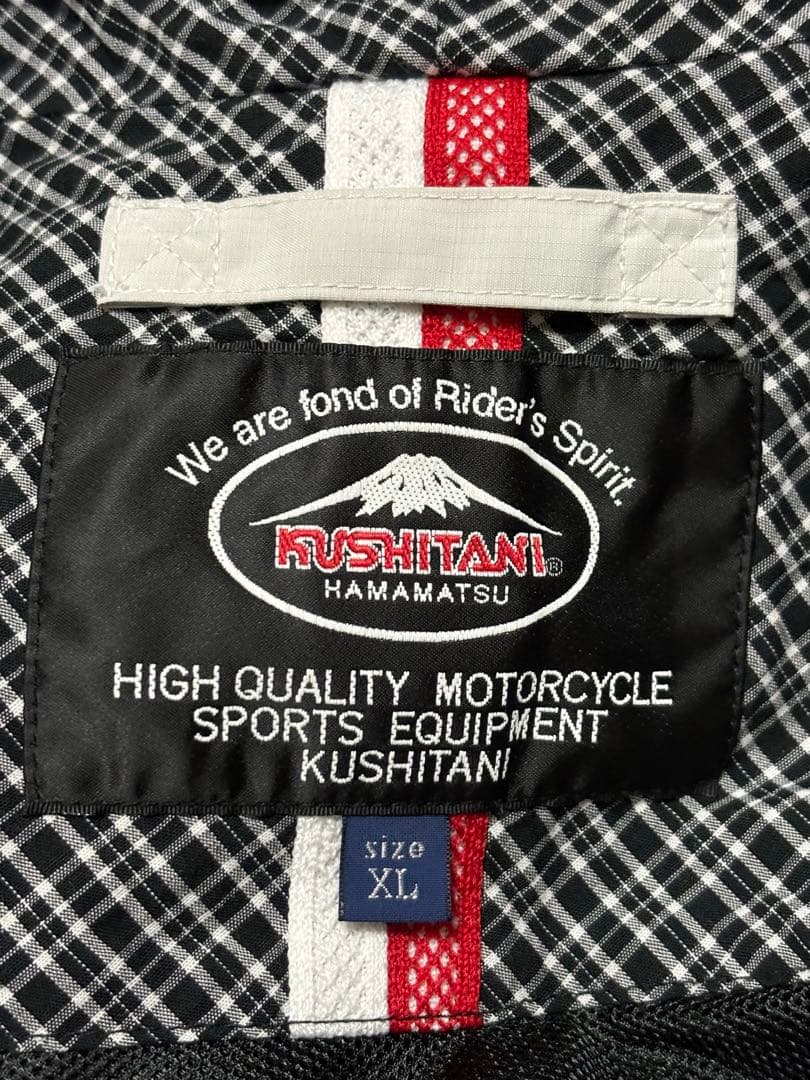 We are fond of Rider's Spirit.
KUSHITANI®
HAMAMATSU
HIGH QUALITY MOTORCYCLE
SPORTS EQUIPMENT
KUSHITANI
size
XL